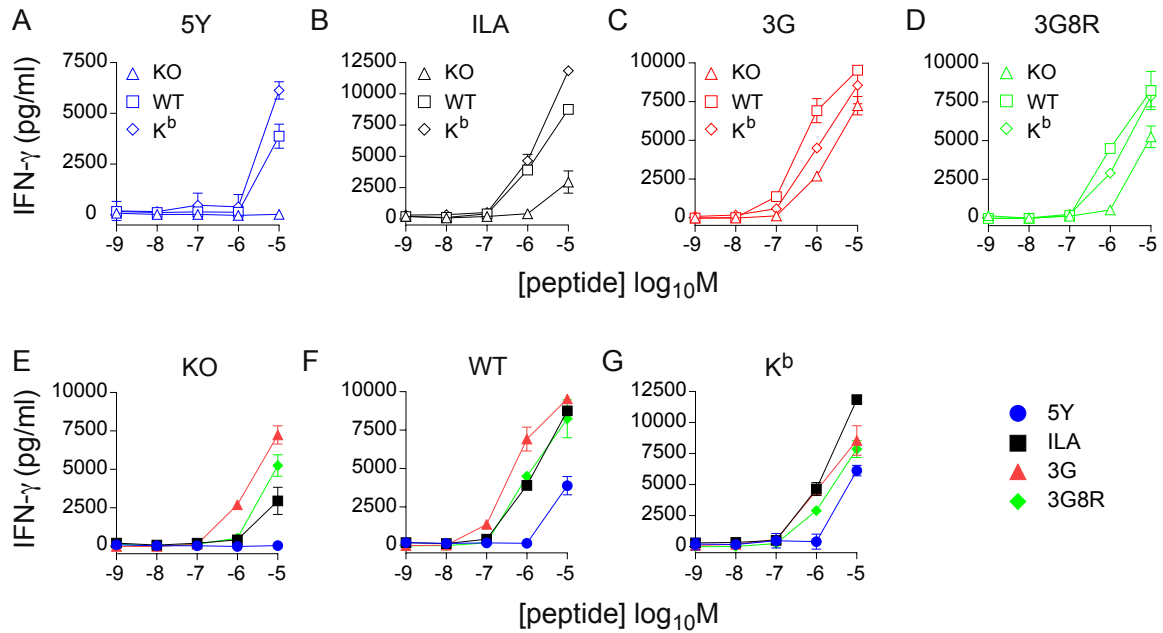 A 5Y
IFN-γ (pg/ml)
7500
5000
2500
0
KO
WT
Kᵇ
-9 -8 -7 -6 -5
B ILA
12500
10000
7500
5000
2500
0
KO
WT
Kᵇ
-9 -8 -7 -6 -5
C 3G
10000
7500
5000
2500
0
KO
WT
Kᵇ
-9 -8 -7 -6 -5
D 3G8R
10000
7500
5000
2500
0
KO
WT
Kᵇ
-9 -8 -7 -6 -5
[peptide] log₁₀M
E KO
IFN-γ (pg/ml)
10000
7500
5000
2500
0
-9 -8 -7 -6 -5
F WT
10000
7500
5000
2500
0
-9 -8 -7 -6 -5
G Kᵇ
12500
10000
7500
5000
2500
0
-9 -8 -7 -6 -5
5Y
ILA
3G
3G8R
[peptide] log₁₀M